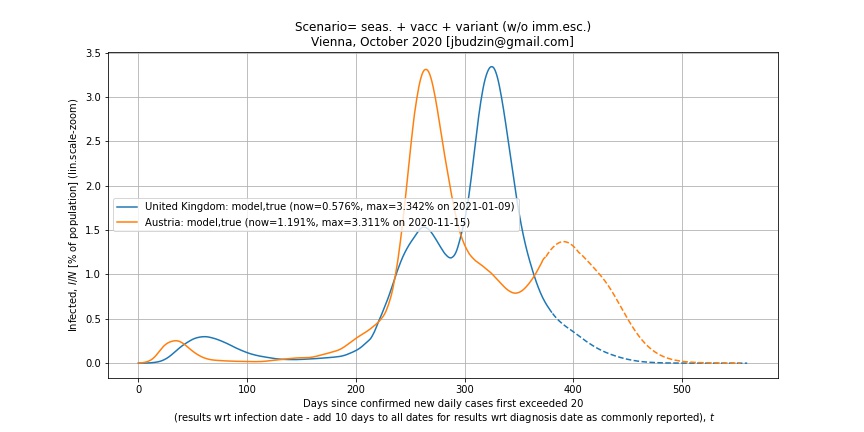 Scenario= seas. + vacc + variant (w/o imm.esc.)
Vienna, October 2020 [jbudzin@gmail.com]
3.5
3.0
2.5
2.0
1.5
1.0
0.5
0.0
Infected, I/N [% of population] (lin.scale-zoom)
United Kingdom: model,true (now=0.576%, max=3.342% on 2021-01-09)
Austria: model,true (now=1.191%, max=3.311% on 2020-11-15)
0 100 200 300 400 500
Days since confirmed new daily cases first exceeded 20
(results wrt infection date - add 10 days to all dates for results wrt diagnosis date as commonly reported), t